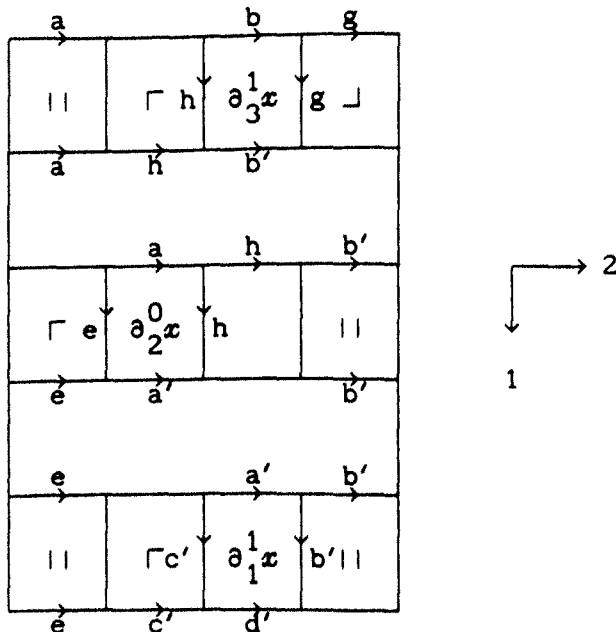 a b g
| | ┌ h ∂₃¹x g ┘
a h b′
a h b′
┌ e ∂₂⁰x h | |
e a′ b′
e a′ b′
| | ┌ c′ ∂₁¹x b′ | |
e c′ d′
2
1